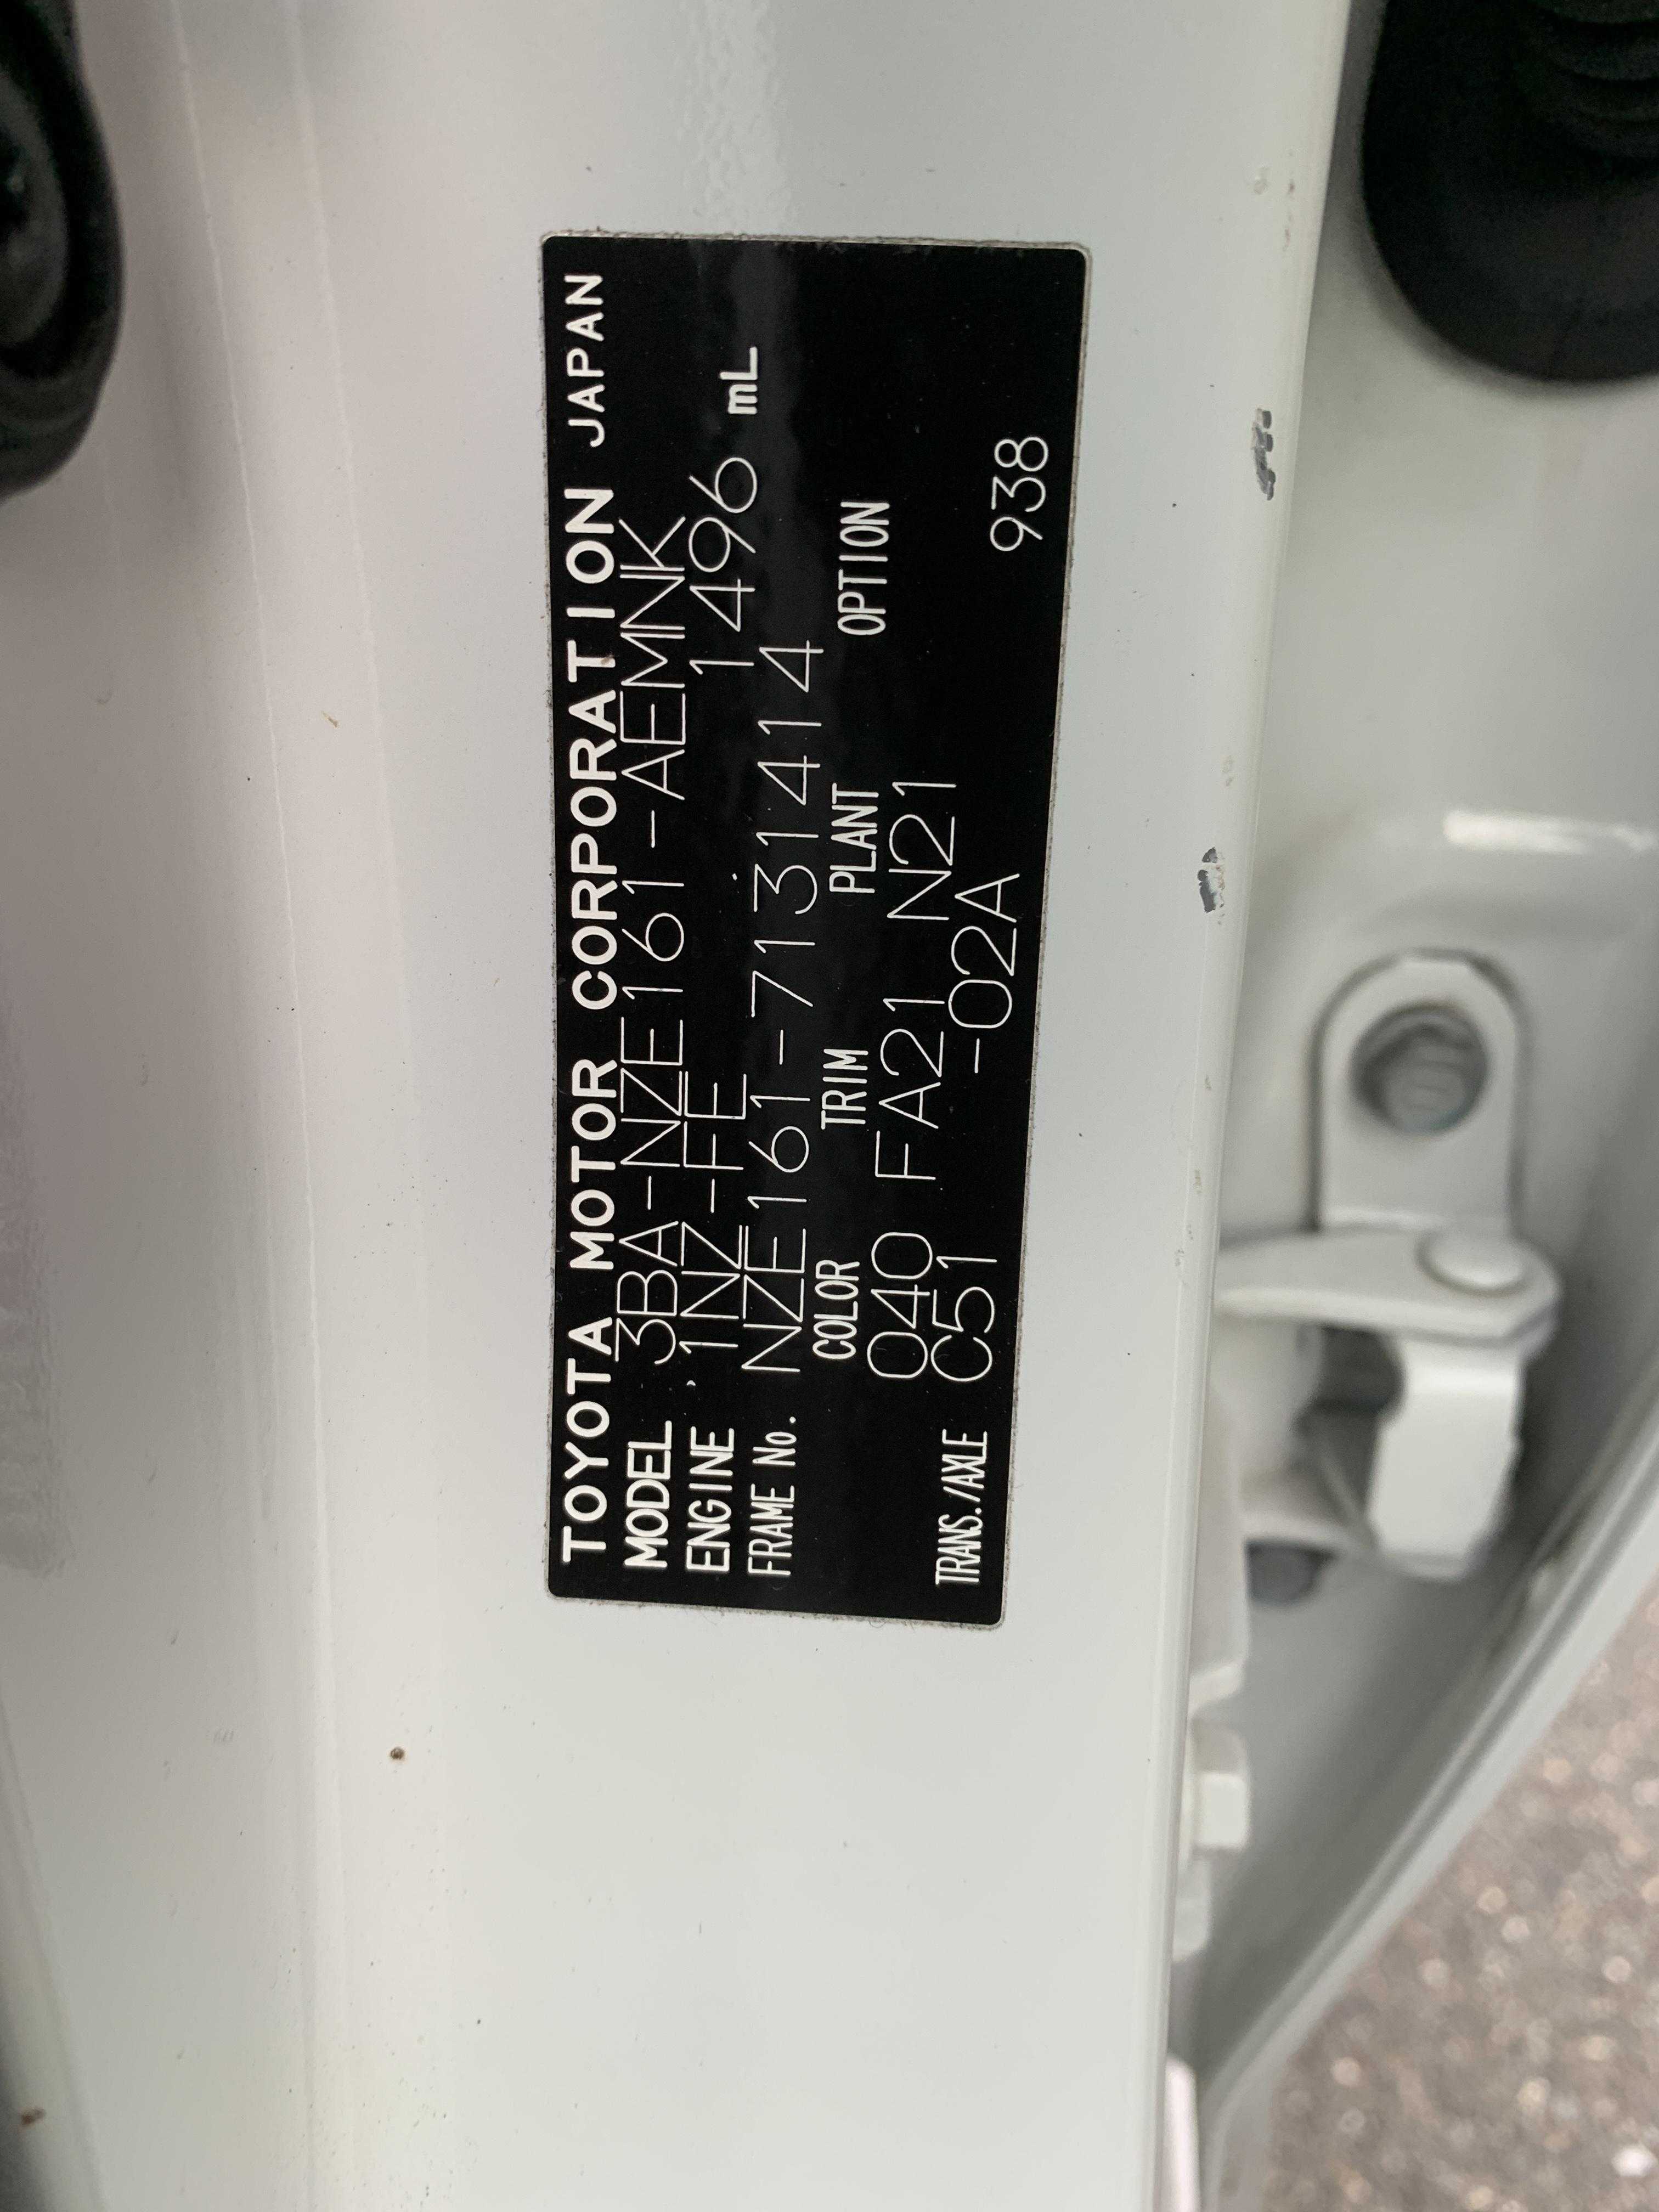 TOYOTA MOTOR CORPORATION JAPAN
MODEL 3BA-NZE161-AEMNK
ENGINE 1NZ-FE 1496 mL
FRAME No. NZE161-7131414
COLOR TRIM PLANT OPTION
040 FA21 N21
TRANS./AXLE C51 -02A 938